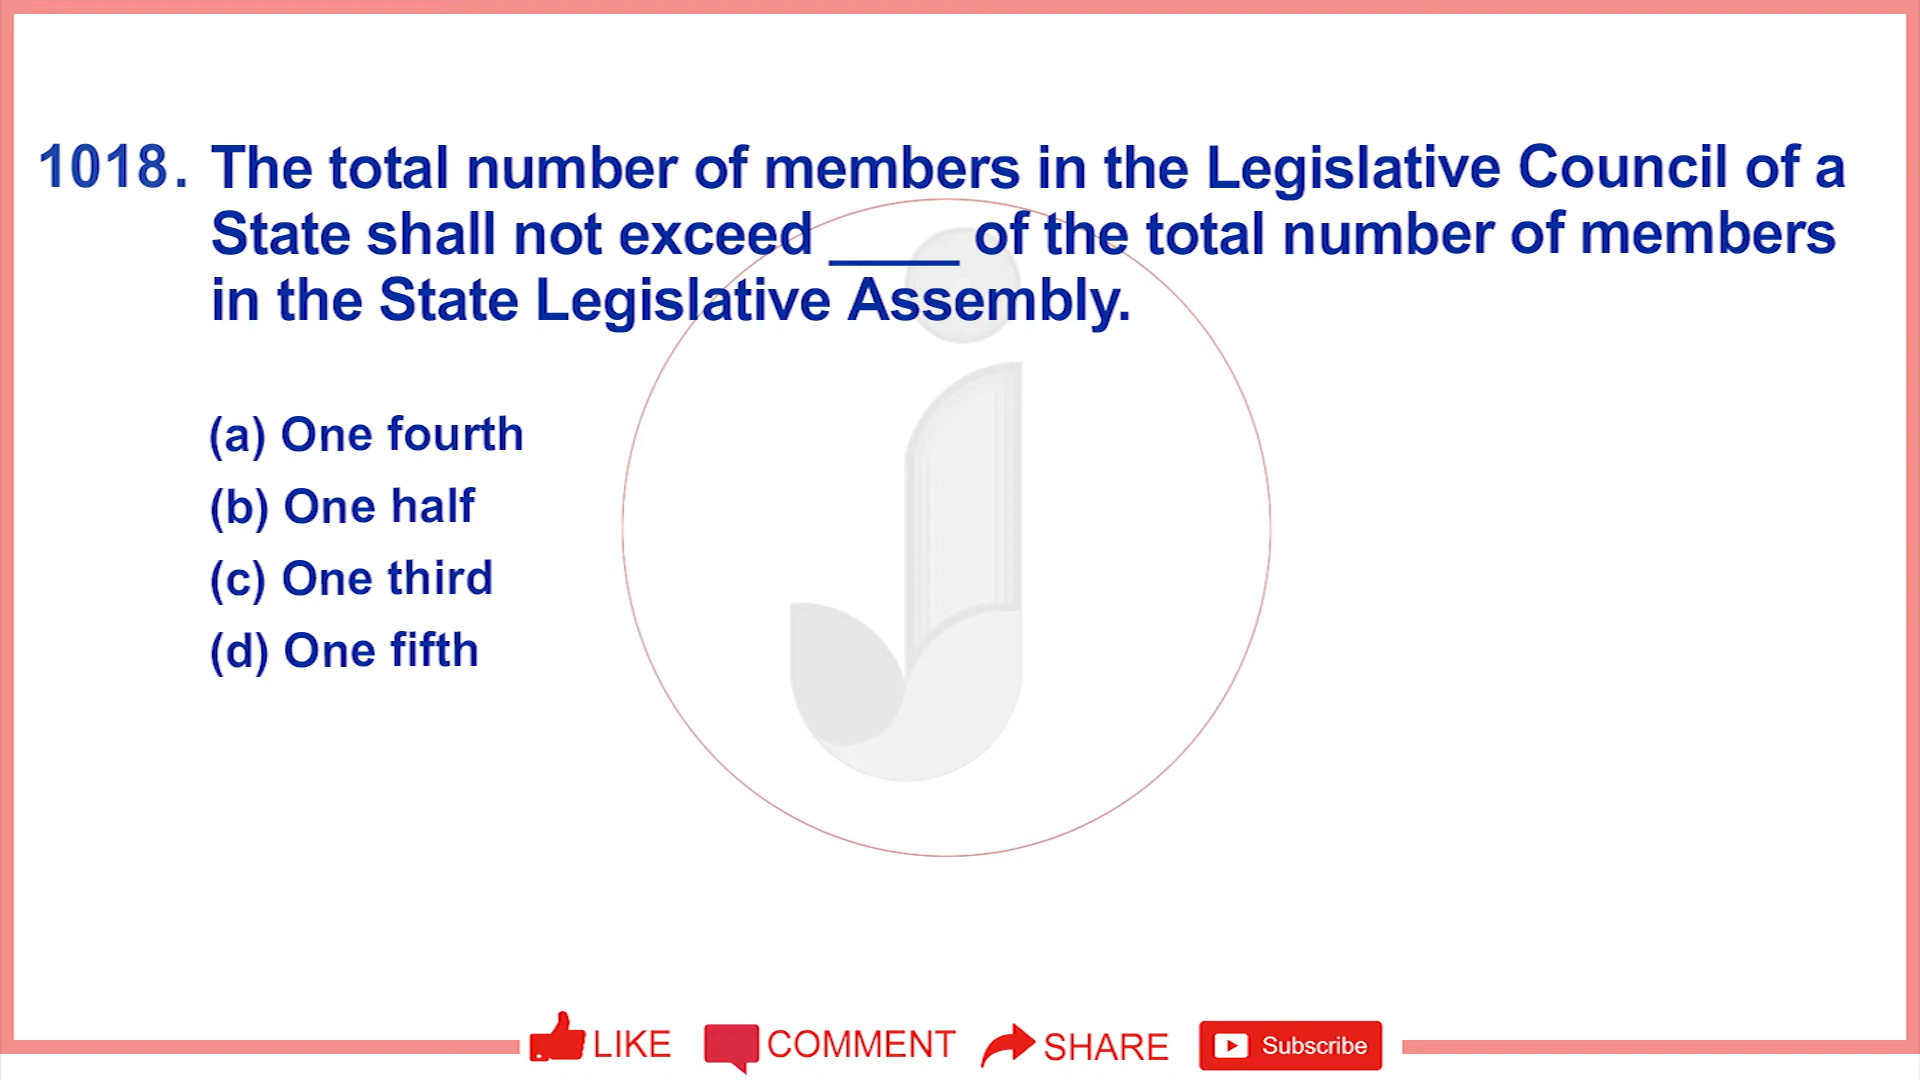 1018. The total number of members in the Legislative Council of a
State shall not exceed ____ of the total number of members
in the State Legislative Assembly.
(a) One fourth
(b) One half
(c) One third
(d) One fifth
LIKE COMMENT SHARE Subscribe